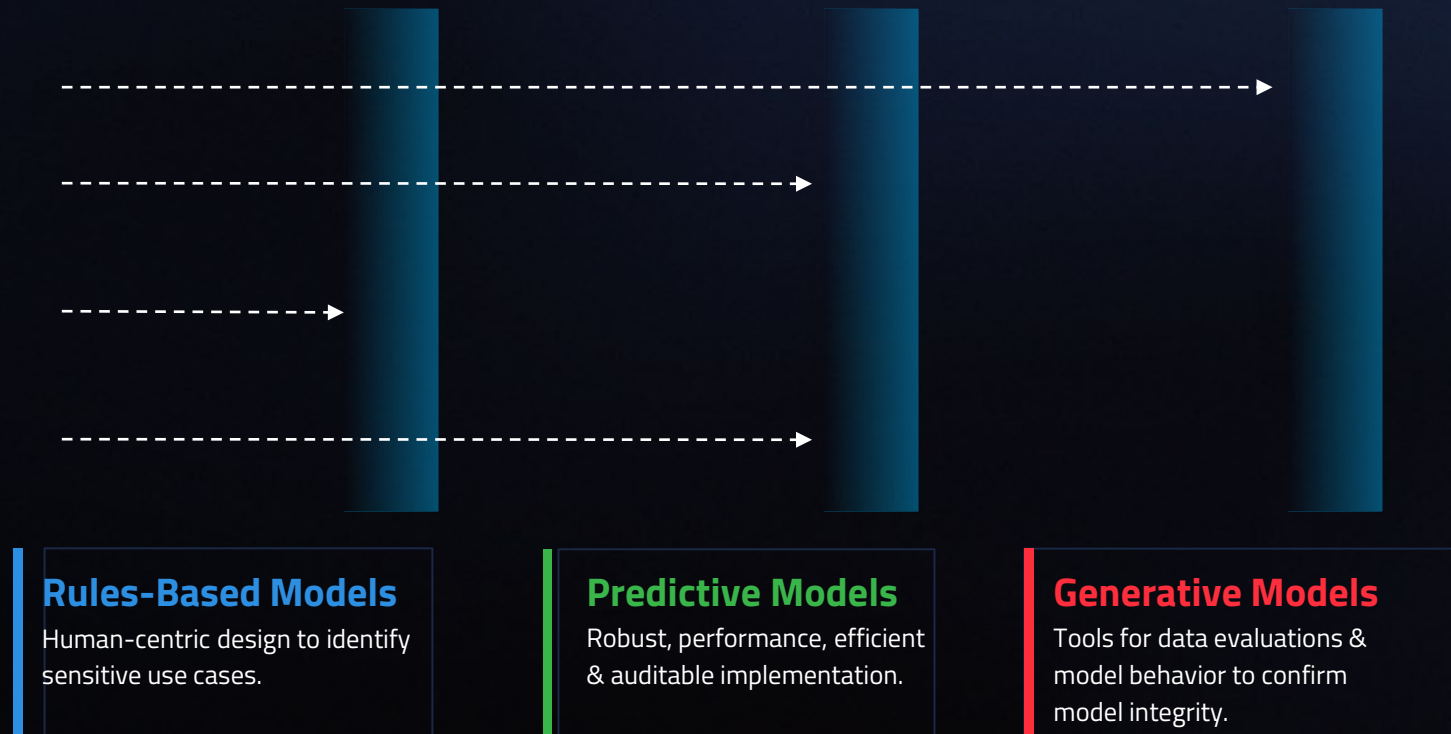 Rules-Based Models
Human-centric design to identify
sensitive use cases.
Predictive Models
Robust, performance, efficient
& auditable implementation.
Generative Models
Tools for data evaluations &
model behavior to confirm
model integrity.